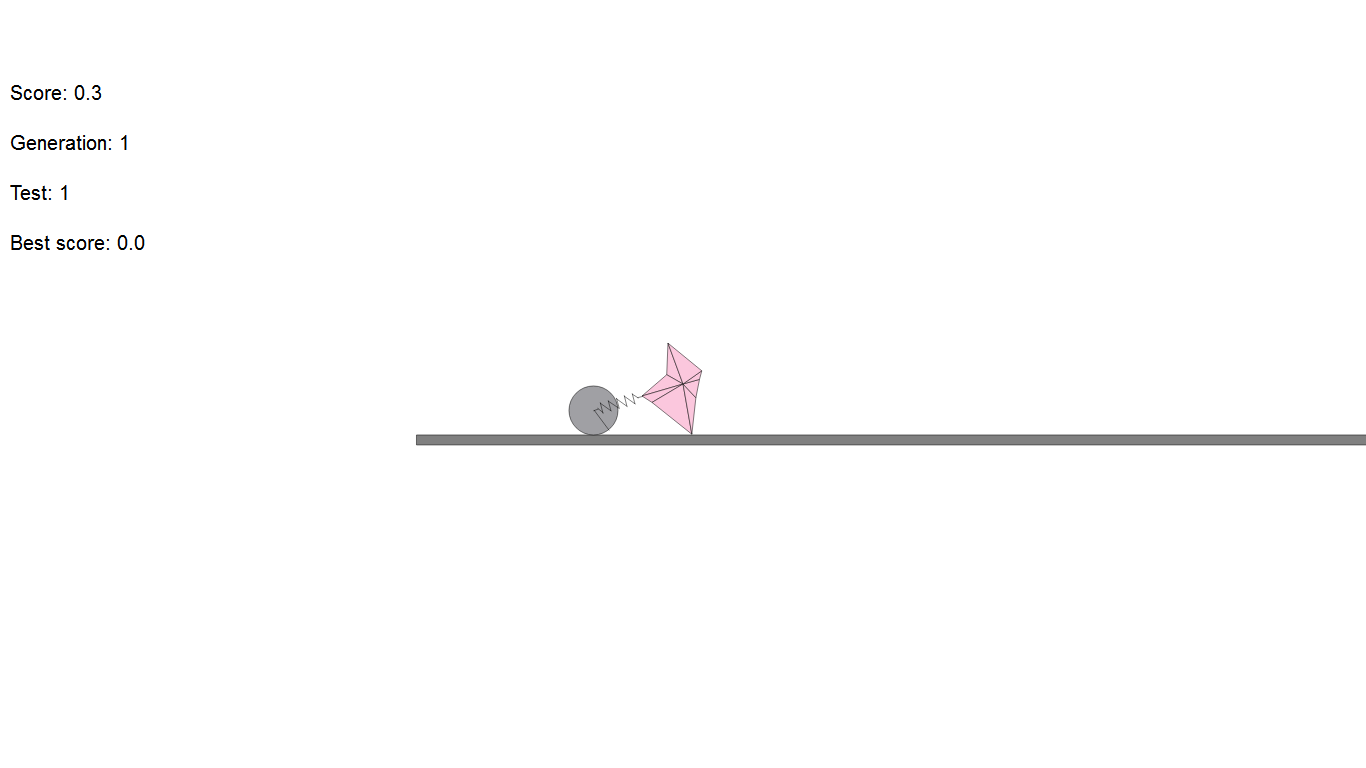 Score: 0.3
Generation: 1
Test: 1
Best score: 0.0